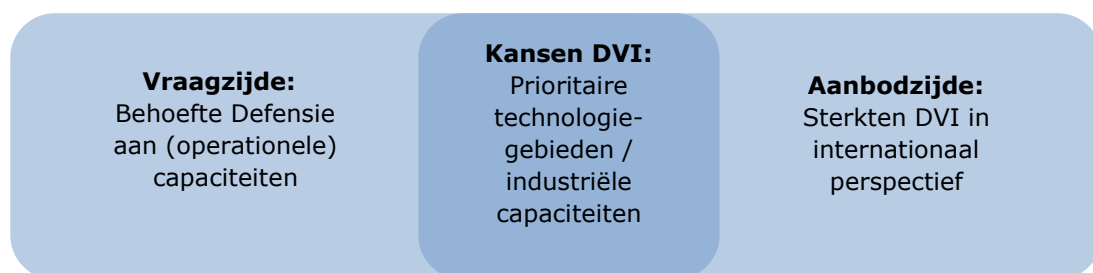 Vraagzijde:
Behoefte Defensie
aan (operationele)
capaciteiten
Kansen DVI:
Prioritaire
technologie-
gebieden /
industriële
capaciteiten
Aanbodzijde:
Sterkten DVI in
internationaal
perspectief